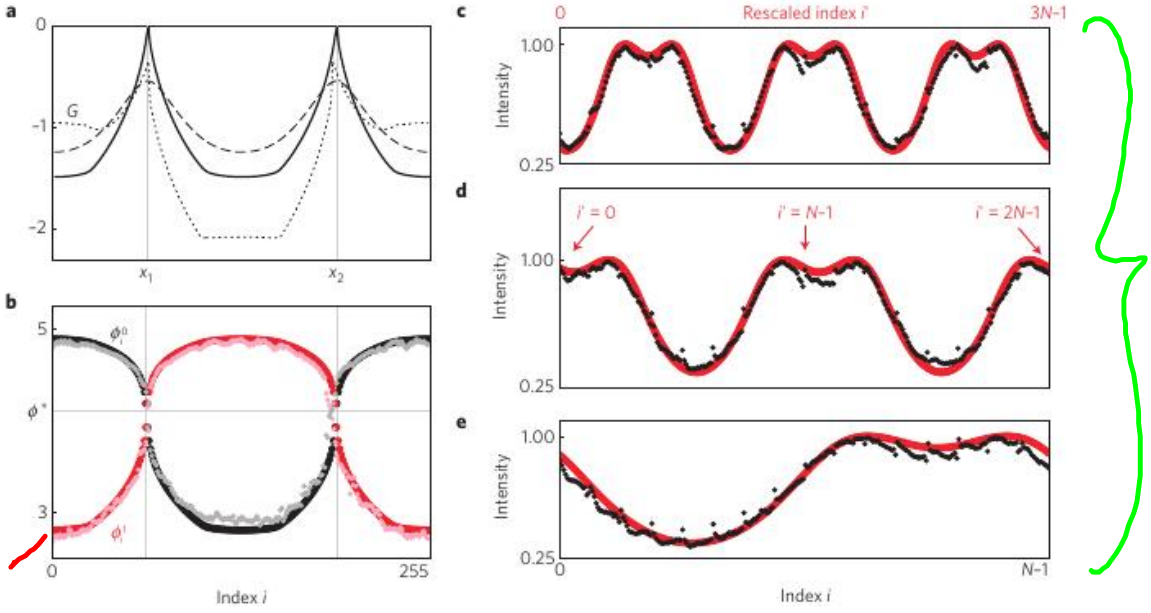 a
0
G
-1
-2
x1
x2
b
5
ϕi0
ϕ*
3
ϕi1
0
255
Index i
c
0
Rescaled index i'
3N-1
1.00
Intensity
0.25
d
i' = 0
i' = N-1
i' = 2N-1
1.00
Intensity
0.25
e
1.00
Intensity
0.25
0
N-1
Index i